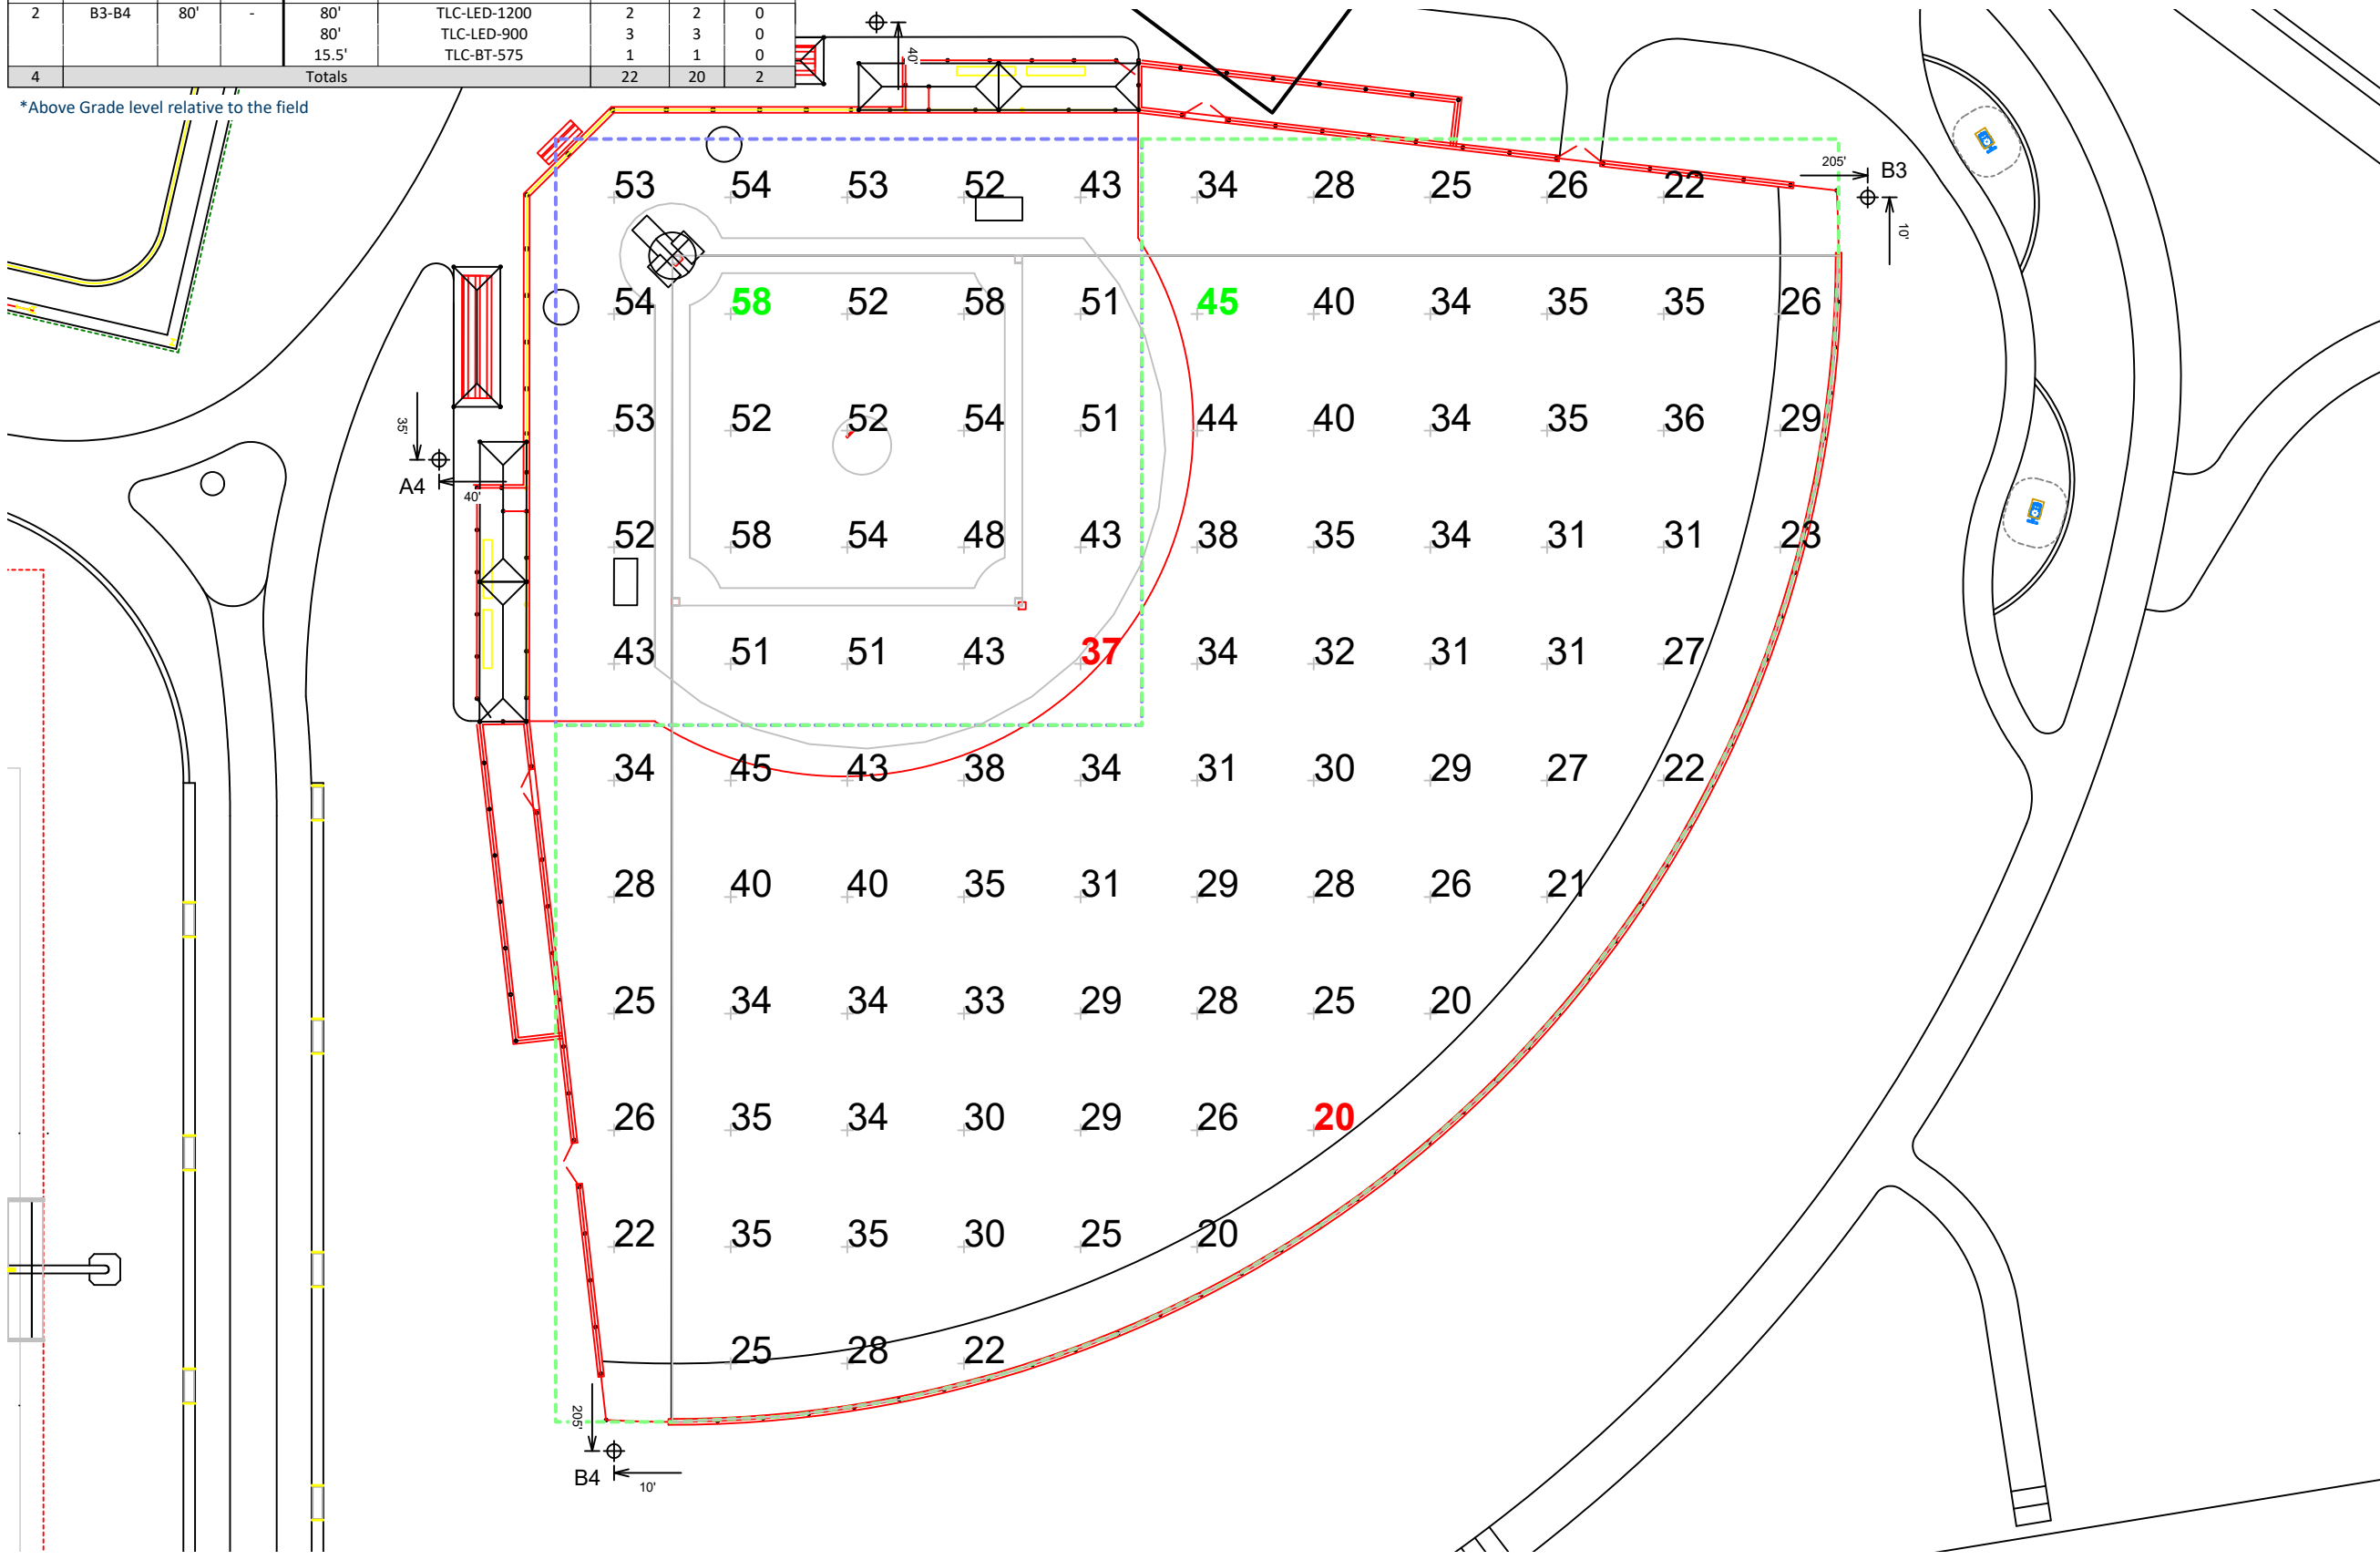 2 B3-B4 80' - 80' TLC-LED-1200 2 2 0
80' TLC-LED-900 3 3 0
15.5' TLC-BT-575 1 1 0
4 Totals 22 20 2
*Above Grade level relative to the field
40'
205'
B3
10'
53 54 53 52 43 34 28 25 26 22
54 58 52 58 51 45 40 34 35 35 26
35'
53 52 52 54 51 44 40 34 35 36 29
A4
40'
52 58 54 48 43 38 35 34 31 31 23
43 51 51 43 37 34 32 31 31 27
34 45 43 38 34 31 30 29 27 22
28 40 40 35 31 29 28 26 21
25 34 34 33 29 28 25 20
26 35 34 30 29 26 20
22 35 35 30 25 20
25 28 22
205'
B4
10'